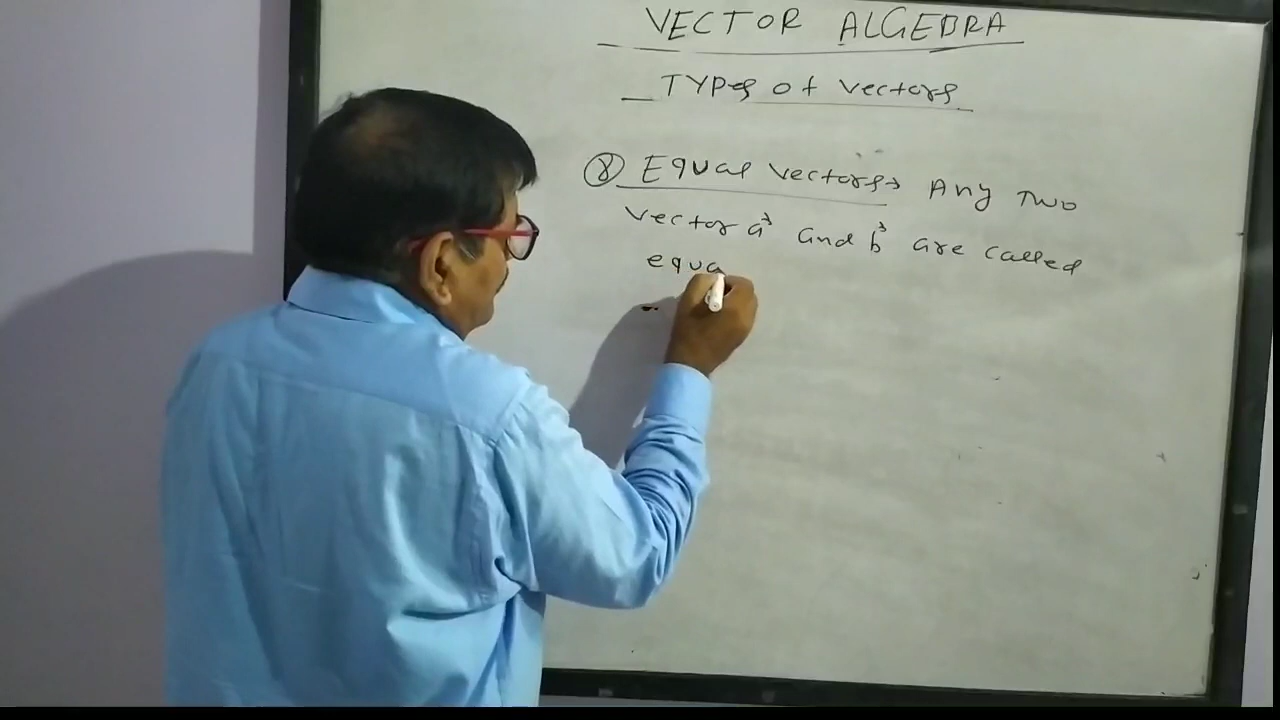 VECTOR ALGEBRA
TYPes of vectors
⑧ Equal vectors→ Any Two
vector a⃗ and b⃗ are called
equa